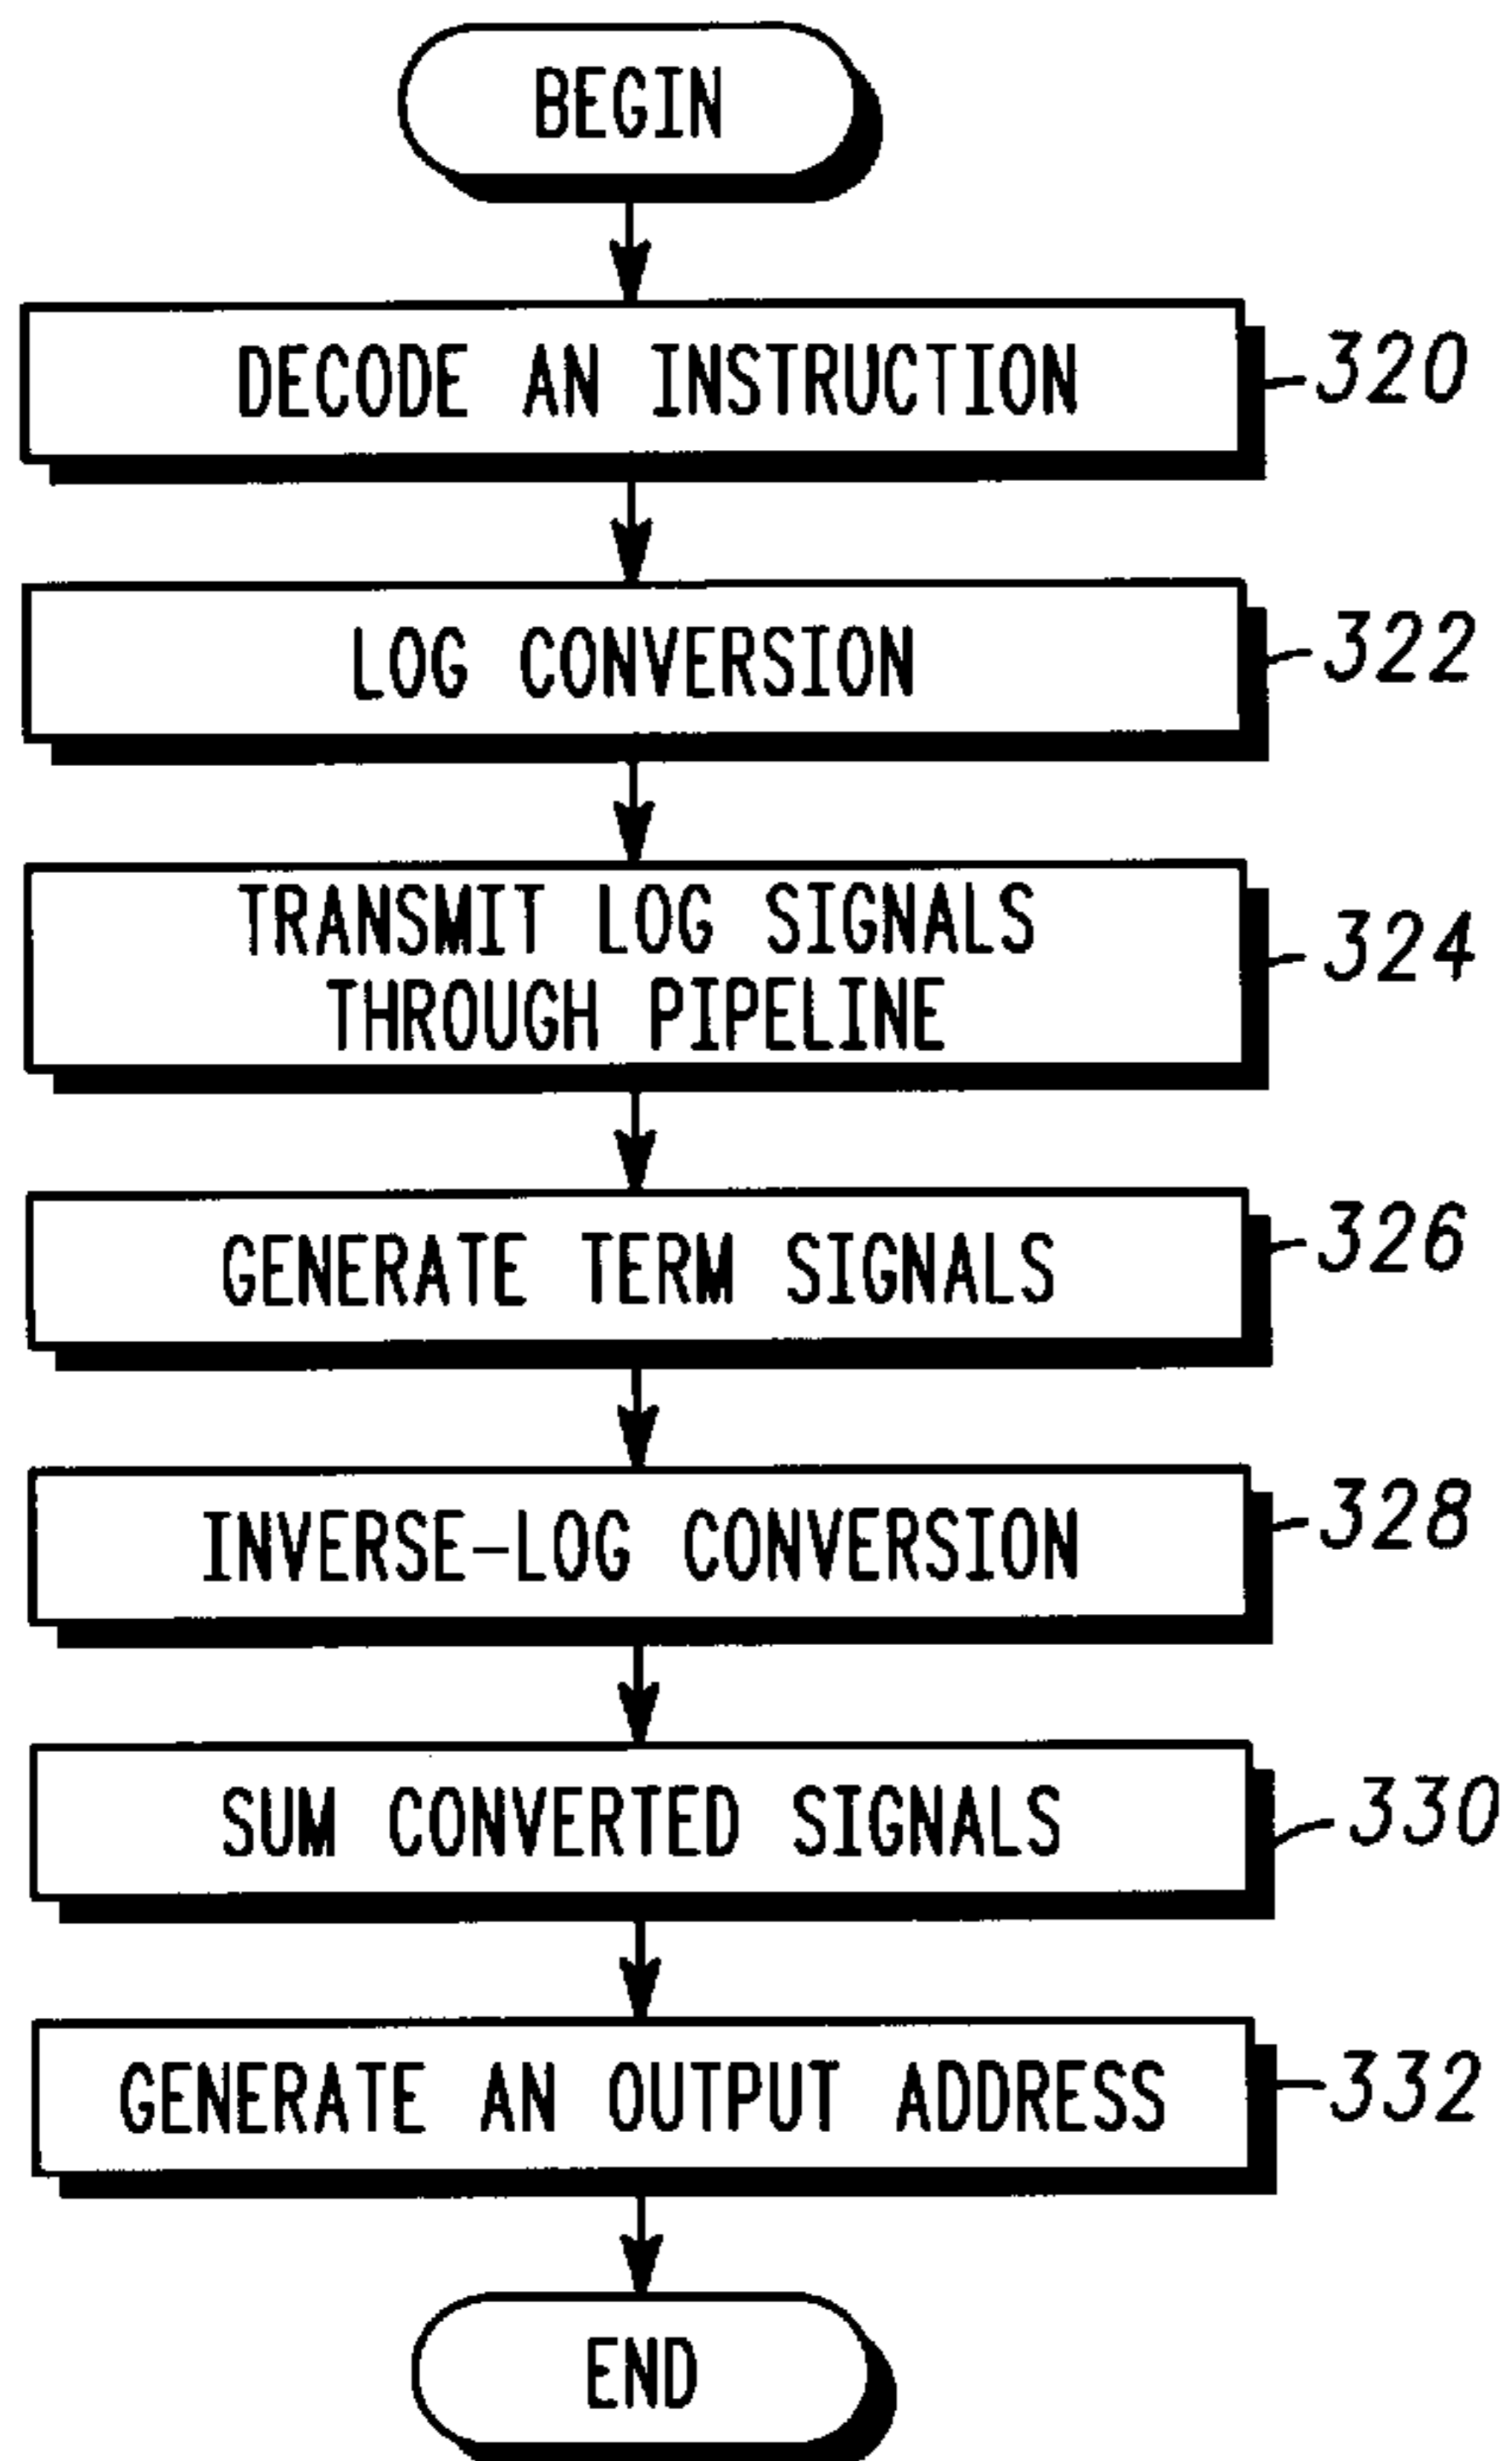 BEGIN
DECODE AN INSTRUCTION
320
LOG CONVERSION
322
TRANSMIT LOG SIGNALS
THROUGH PIPELINE
324
GENERATE TERM SIGNALS
326
INVERSE-LOG CONVERSION
328
SUM CONVERTED SIGNALS
330
GENERATE AN OUTPUT ADDRESS
332
END